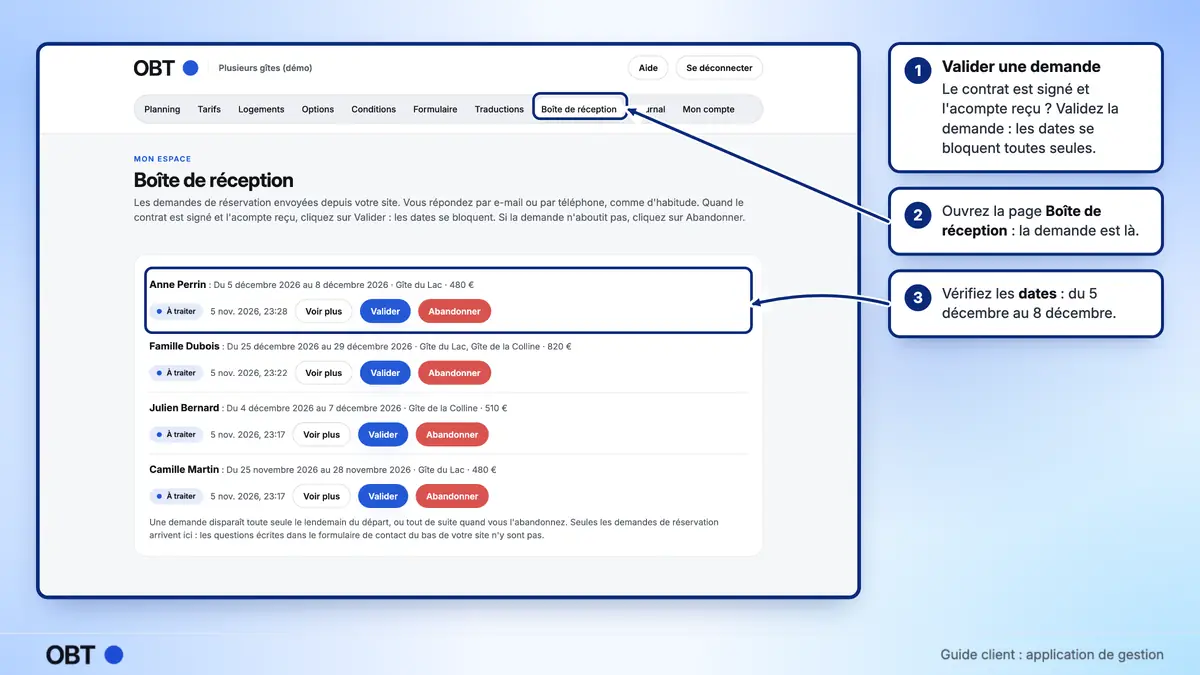 OBT
Plusieurs gîtes (démo)
Aide
Se déconnecter
Planning
Tarifs
Logements
Options
Conditions
Formulaire
Traductions
Boîte de réception
Mon compte
MON ESPACE
Boîte de réception
Les demandes de réservation envoyées depuis votre site. Vous répondez par e-mail ou par téléphone, comme d'habitude. Quand le
contrat est signé et l'acompte reçu, cliquez sur Valider : les dates se bloquent. Si la demande n'aboutit pas, cliquez sur Abandonner.
Anne Perrin : Du 5 décembre 2026 au 8 décembre 2026 · Gîte du Lac · 480 €
À traiter 5 nov. 2026, 23:28 Voir plus Valider Abandonner
Famille Dubois : Du 25 décembre 2026 au 29 décembre 2026 · Gîte du Lac, Gîte de la Colline · 820 €
À traiter 5 nov. 2026, 23:22 Voir plus Valider Abandonner
Julien Bernard : Du 4 décembre 2026 au 7 décembre 2026 · Gîte de la Colline · 510 €
À traiter 5 nov. 2026, 23:17 Voir plus Valider Abandonner
Camille Martin : Du 25 novembre 2026 au 28 novembre 2026 · Gîte du Lac · 480 €
À traiter 5 nov. 2026, 23:17 Voir plus Valider Abandonner
Une demande disparaît toute seule le lendemain du départ, ou tout de suite quand vous l'abandonnez. Seules les demandes de réservation
arrivent ici : les questions écrites dans le formulaire de contact du bas de votre site n'y sont pas.
1 Valider une demande
Le contrat est signé et
l'acompte reçu ? Validez la
demande : les dates se
bloquent toutes seules.
2 Ouvrez la page Boîte de
réception : la demande est là.
3 Vérifiez les dates : du 5
décembre au 8 décembre.
OBT
Guide client : application de gestion